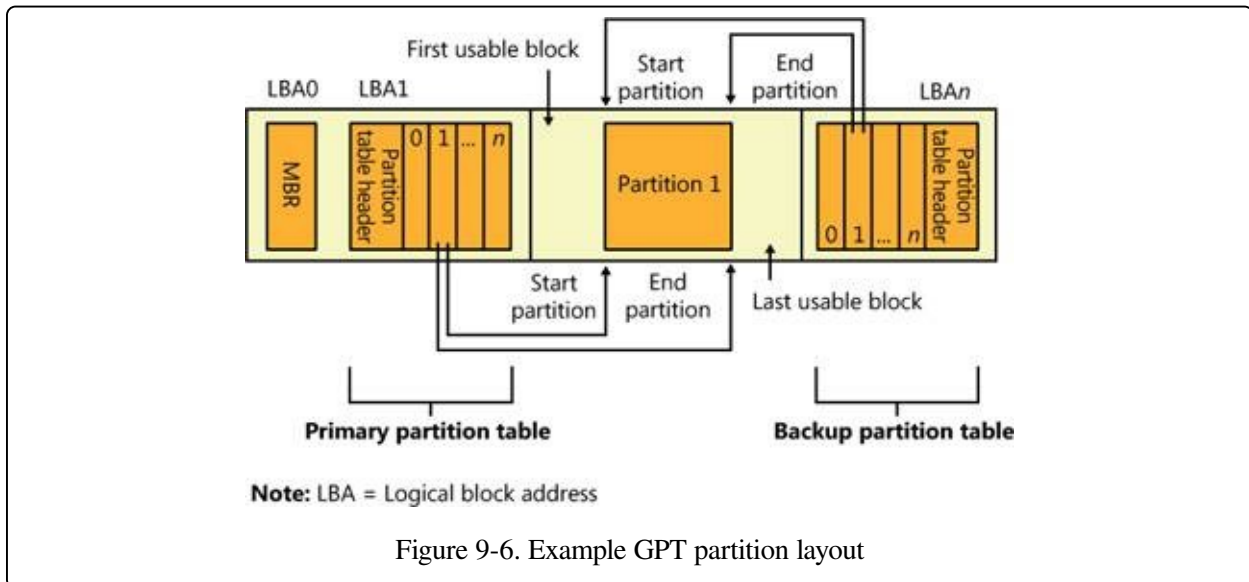 First usable block
Start
partition
End
partition
LBA0
LBA1
LBAn
MBR
Partition
table header
0
1
...
n
Partition 1
0
1
...
n
Partition
table header
Start
partition
End
partition
Last usable block
Primary partition table
Backup partition table
Note: LBA = Logical block address
Figure 9-6. Example GPT partition layout